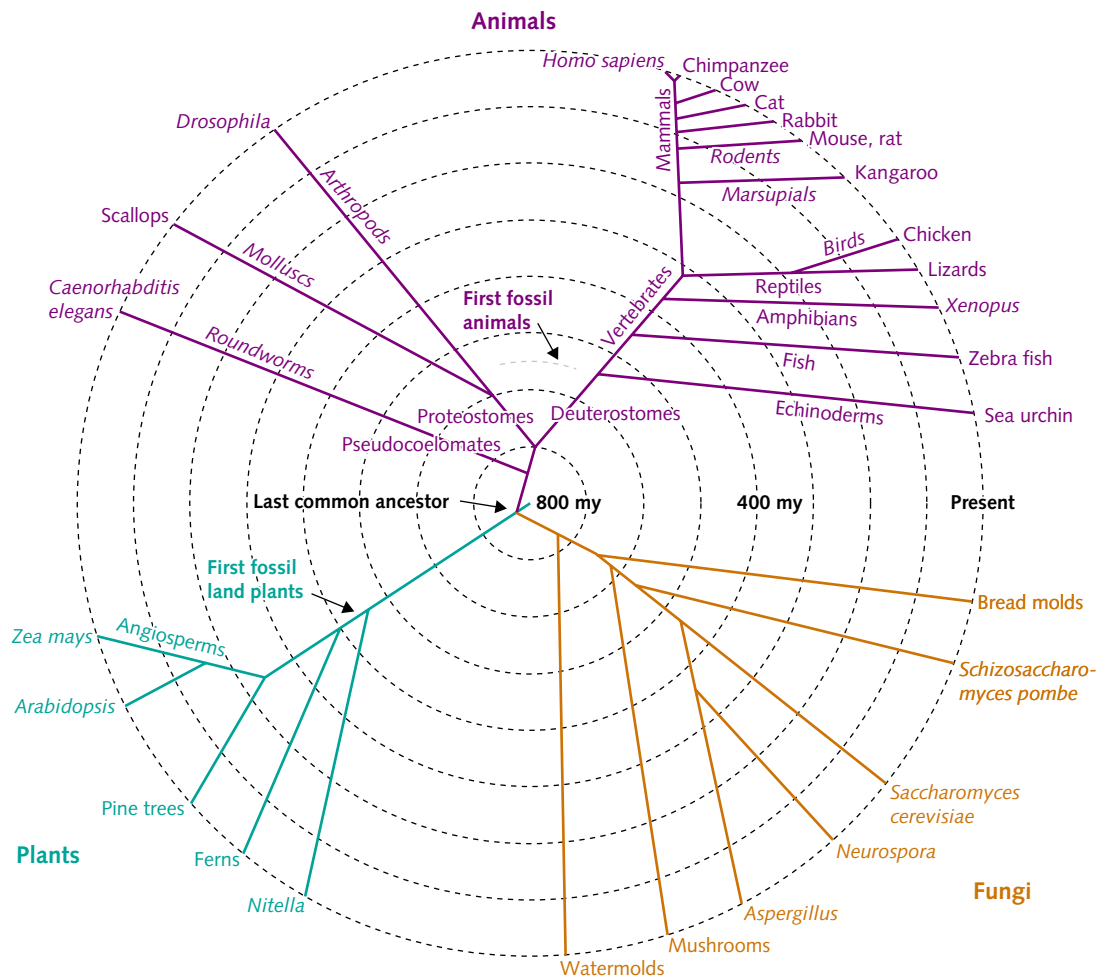 Animals
Homo sapiens
Chimpanzee
Cow
Cat
Rabbit
Mouse, rat
Mammals
Rodents
Kangaroo
Marsupials
Drosophila
Arthropods
Scallops
Molluscs
Birds
Chicken
Lizards
Reptiles
Caenorhabditis
elegans
Roundworms
First fossil
animals
Vertebrates
Xenopus
Amphibians
Zebra fish
Fish
Echinoderms
Sea urchin
Proteostomes
Deuterostomes
Pseudocoelomates
Last common ancestor
800 my
400 my
Present
First fossil
land plants
Bread molds
Zea mays
Angiosperms
Schizosaccharo-
myces pombe
Arabidopsis
Pine trees
Saccharomyces
cerevisiae
Plants
Ferns
Neurospora
Nitella
Fungi
Aspergillus
Mushrooms
Watermolds